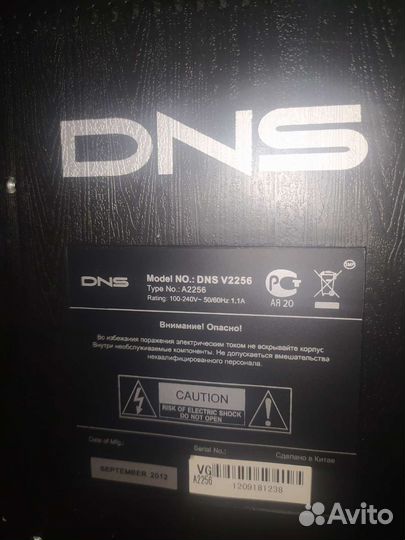 DNS
DNS
Model NO.: DNS V2256
Type No.: A2256
Rating: 100-240V~ 50/60Hz 1.1A
АЯ 20
Внимание! Опасно!
Во избежания поражения электрическим током не вскрывайте корпус
Внутри необслуживаемые компоненты. Не допускается вмешательства
неквалифицированного персонала.
CAUTION
RISK OF ELECTRIC SHOCK
DO NOT OPEN
Date of Mfg.:
Serial No.:
Сделано в Китае
SEPTEMBER. 2012
VG
A2256
1209181238
Avito